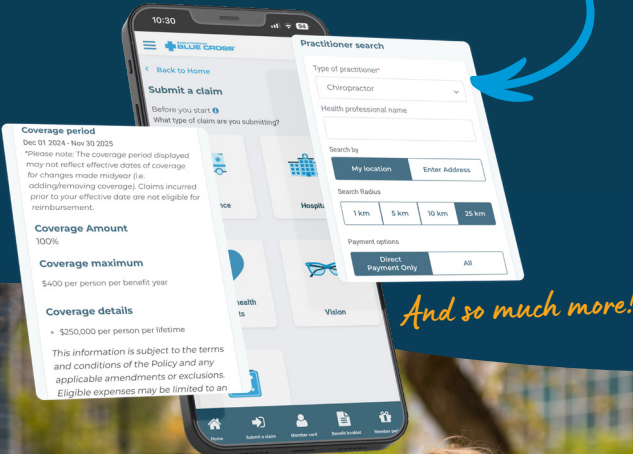 10:30
94
BLUE CROSS
Back to Home
Submit a claim
Before you start
What type of claim are you submitting?
Vision
Home
Submit a claim
Member card
Benefit booklet
Practitioner search
Type of practitioner*
Chiropractor
Health professional name
Search by
My location
Enter Address
Search Radius
1 km
5 km
10 km
25 km
Payment options
Direct
Payment Only
All
Coverage period
Dec 01 2024 - Nov 30 2025
*Please note: The coverage period displayed
may not reflect effective dates of coverage
for changes made midyear (i.e.
adding/removing coverage). Claims incurred
prior to your effective date are not eligible for
reimbursement.
Coverage Amount
100%
Coverage maximum
$400 per person per benefit year
Coverage details
• $250,000 per person per lifetime
This information is subject to the terms
and conditions of the Policy and any
applicable amendments or exclusions.
Eligible expenses may be limited to an
And so much more!